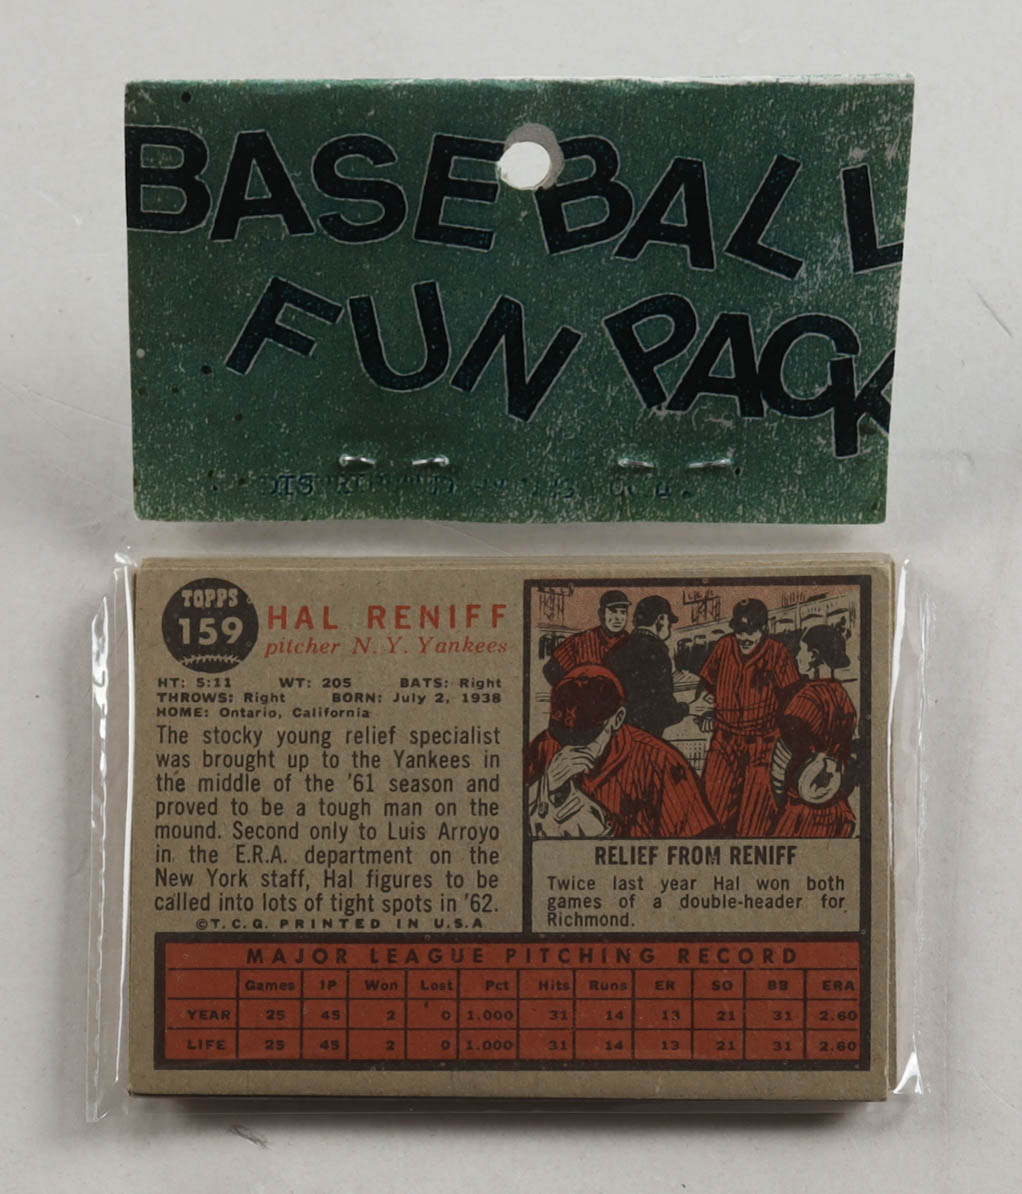 BASEBALL
FUN PACK
TOPPS
159
HAL RENIFF
pitcher N. Y. Yankees
HT: 5:11 WT: 205 BATS: Right
THROWS: Right BORN: July 2, 1938
HOME: Ontario, California
The stocky young relief specialist
was brought up to the Yankees in
the middle of the '61 season and
proved to be a tough man on the
mound. Second only to Luis Arroyo
in the E.R.A. department on the
New York staff, Hal figures to be
called into lots of tight spots in '62.
©T.C.G. PRINTED IN U.S.A
RELIEF FROM RENIFF
Twice last year Hal won both
games of a double-header for
Richmond.
MAJOR LEAGUE PITCHING RECORD
Games IP Won Lost Pct Hits Runs ER SO BB ERA
YEAR 25 45 2 0 1.000 31 14 13 21 31 2.60
LIFE 25 45 2 0 1.000 31 14 13 21 31 2.60